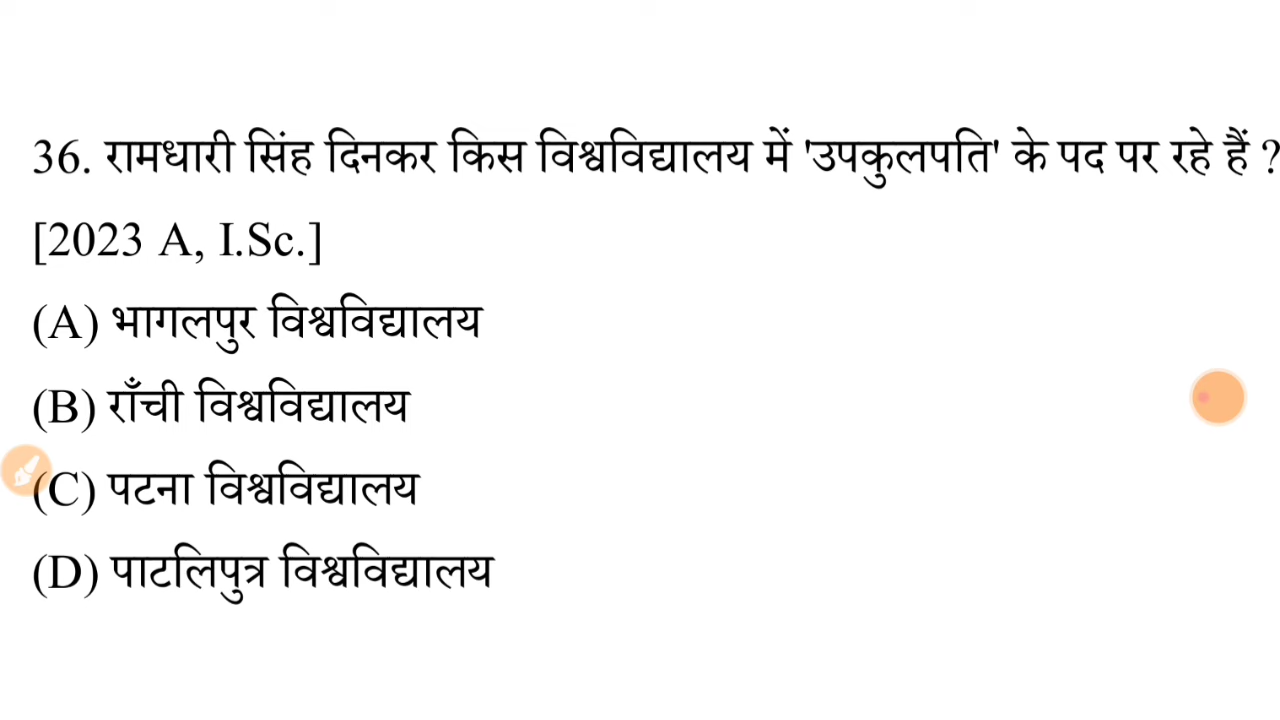 36. रामधारी सिंह दिनकर किस विश्वविद्यालय में 'उपकुलपति' के पद पर रहे हैं ?
[2023 A, I.Sc.]
(A) भागलपुर विश्वविद्यालय
(B) राँची विश्वविद्यालय
(C) पटना विश्वविद्यालय
(D) पाटलिपुत्र विश्वविद्यालय